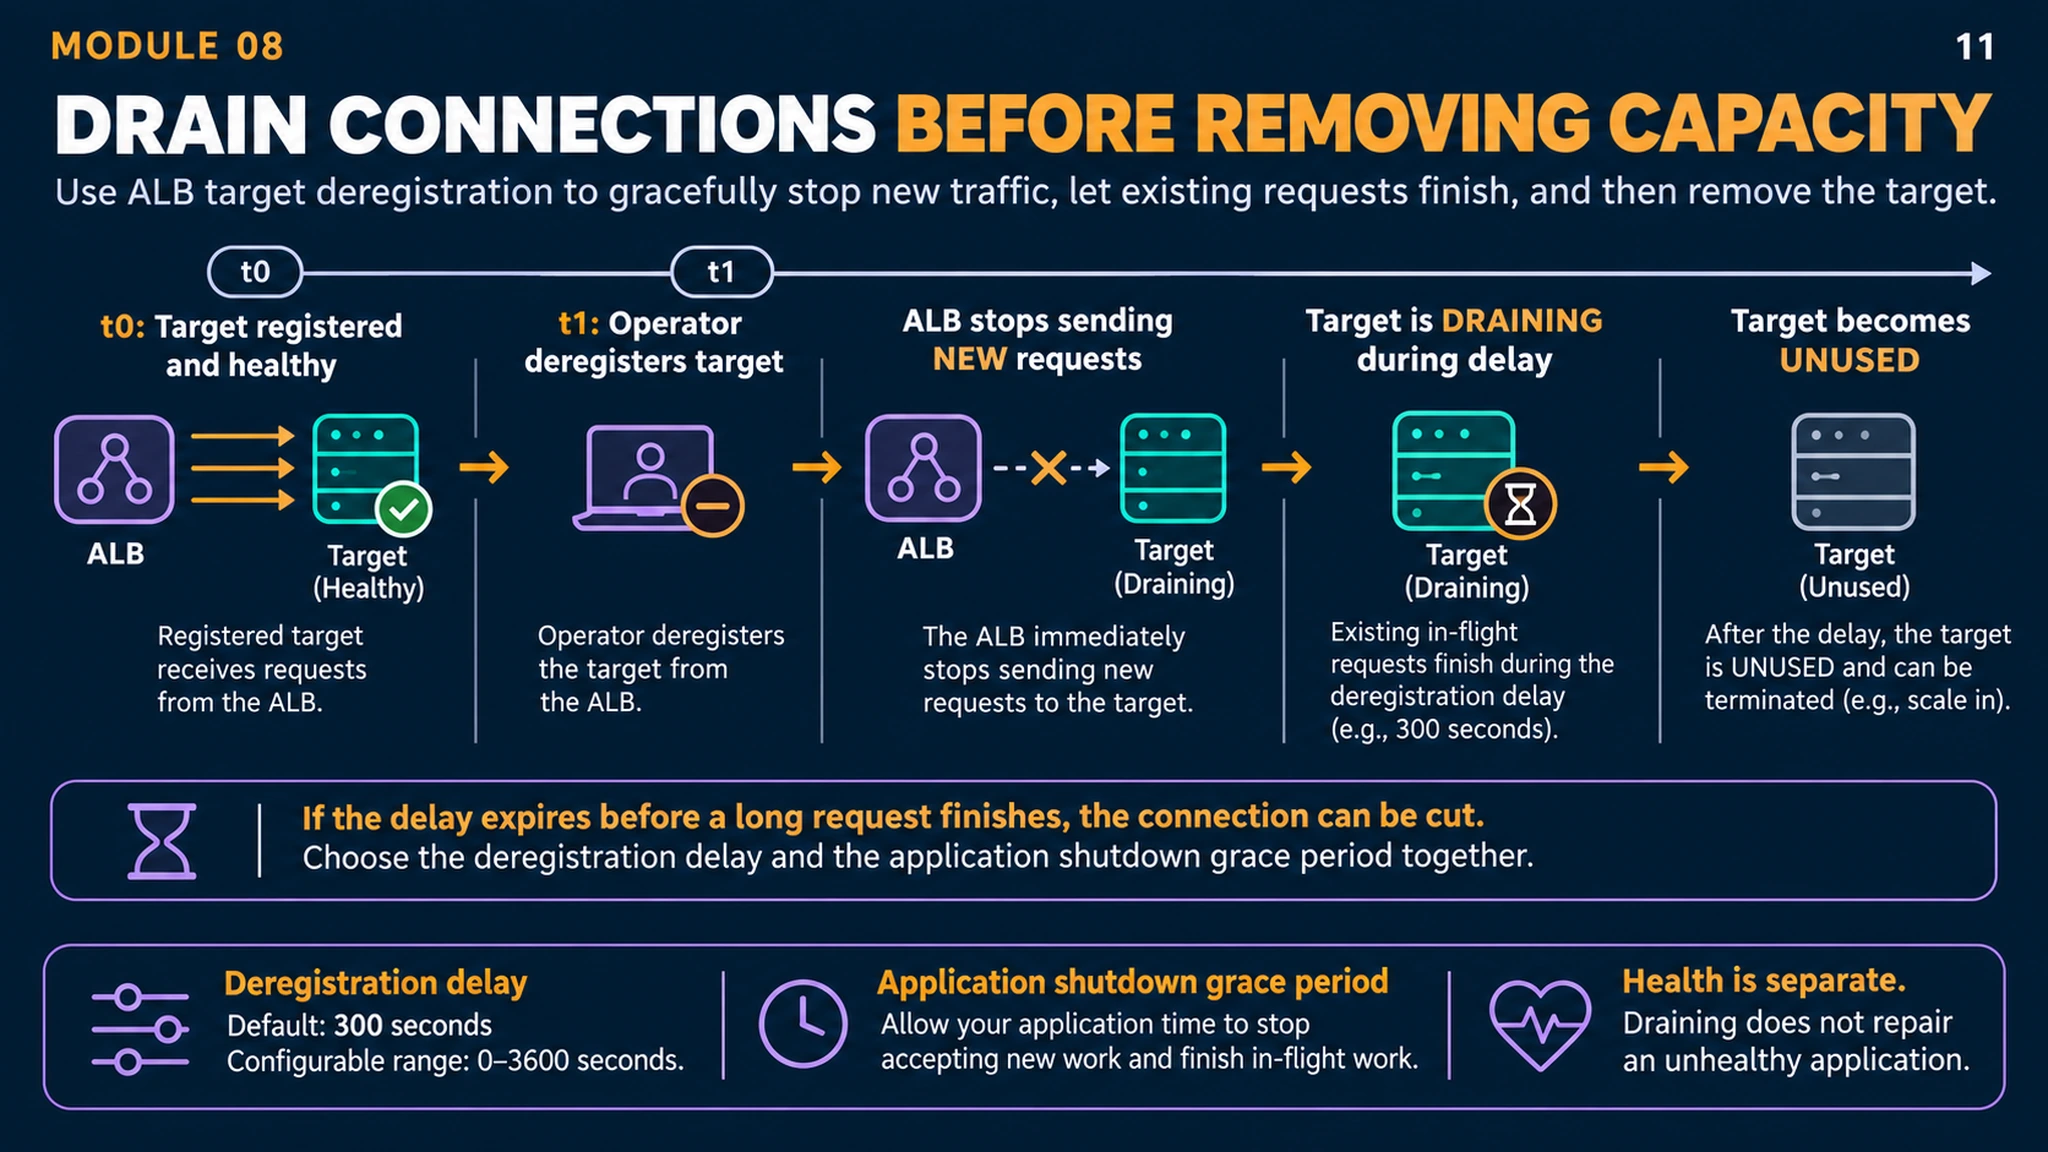 MODULE 08
11
DRAIN CONNECTIONS BEFORE REMOVING CAPACITY
Use ALB target deregistration to gracefully stop new traffic, let existing requests finish, and then remove the target.
t0
t1
t0: Target registered
and healthy
ALB
Target
(Healthy)
Registered target
receives requests
from the ALB.
t1: Operator
deregisters target
Operator deregisters
the target from
the ALB.
ALB stops sending
NEW requests
ALB
Target
(Draining)
The ALB immediately
stops sending new
requests to the target.
Target is DRAINING
during delay
Target
(Draining)
Existing in-flight
requests finish during the
deregistration delay
(e.g., 300 seconds).
Target becomes
UNUSED
Target
(Unused)
After the delay, the target
is UNUSED and can be
terminated (e.g., scale in).
If the delay expires before a long request finishes, the connection can be cut.
Choose the deregistration delay and the application shutdown grace period together.
Deregistration delay
Default: 300 seconds
Configurable range: 0–3600 seconds.
Application shutdown grace period
Allow your application time to stop
accepting new work and finish in-flight work.
Health is separate.
Draining does not repair
an unhealthy application.